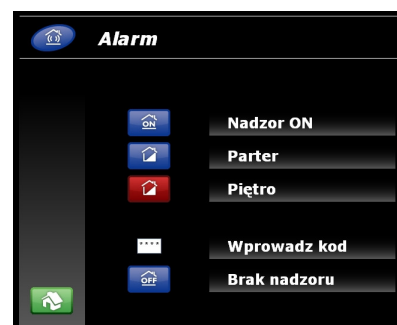 Alarm
ON
Nadzor ON
Parter
Piętro
****
Wprowadz kod
OFF
Brak nadzoru